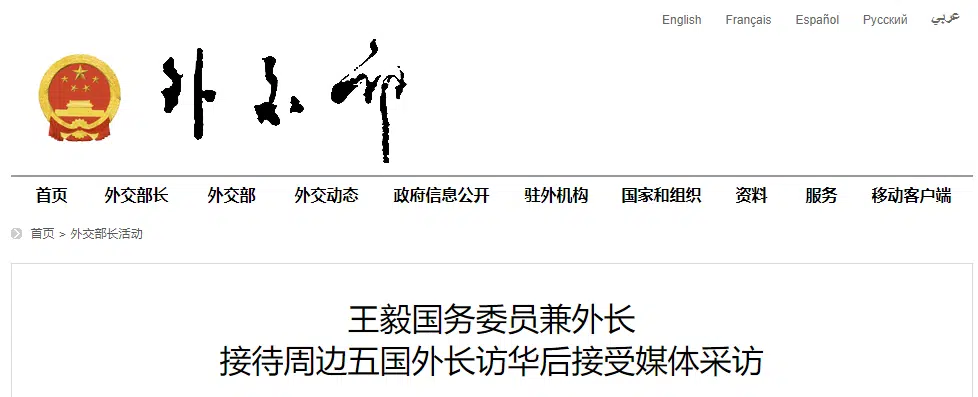 English Français Español Русский عربي
外交部
首页 外交部长 外交部 外交动态 政府信息公开 驻外机构 国家和组织 资料 服务 移动客户端
首页 > 外交部长活动
王毅国务委员兼外长
接待周边五国外长访华后接受媒体采访